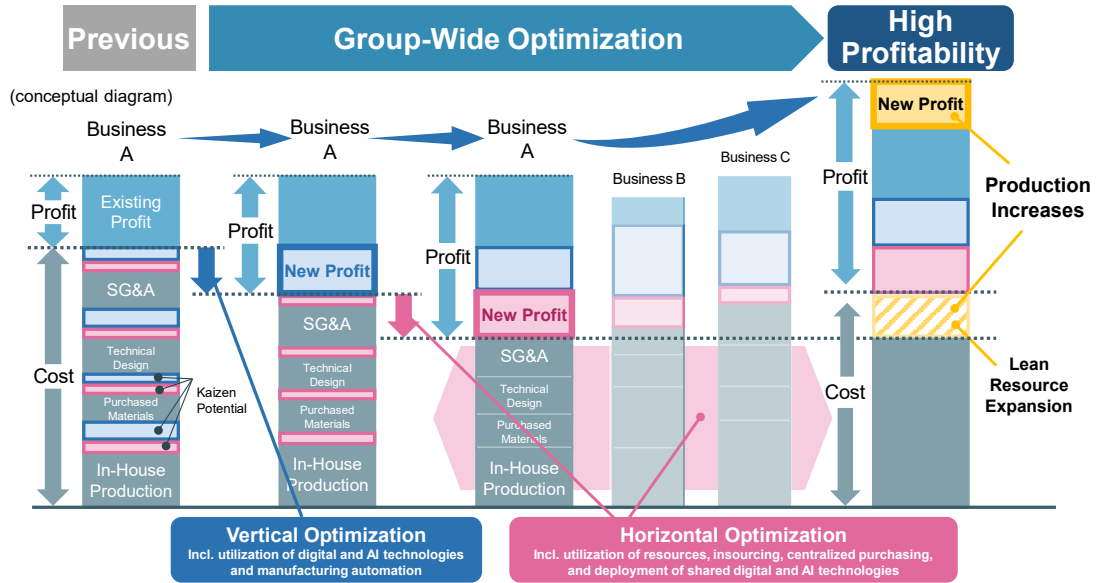 Previous
Group-Wide Optimization
High
Profitability
(conceptual diagram)
Business
A
Business
A
Business
A
Business B
Business C
New Profit
Profit
Existing
Profit
Profit
New Profit
Profit
New Profit
Profit
Production
Increases
Cost
SG&A
Technical
Design
Purchased
Materials
In-House
Production
Kaizen
Potential
SG&A
Technical
Design
Purchased
Materials
In-House
Production
SG&A
Technical
Design
Purchased
Materials
In-House
Production
Cost
Lean
Resource
Expansion
Vertical Optimization
Incl. utilization of digital and AI technologies
and manufacturing automation
Horizontal Optimization
Incl. utilization of resources, insourcing, centralized purchasing,
and deployment of shared digital and AI technologies